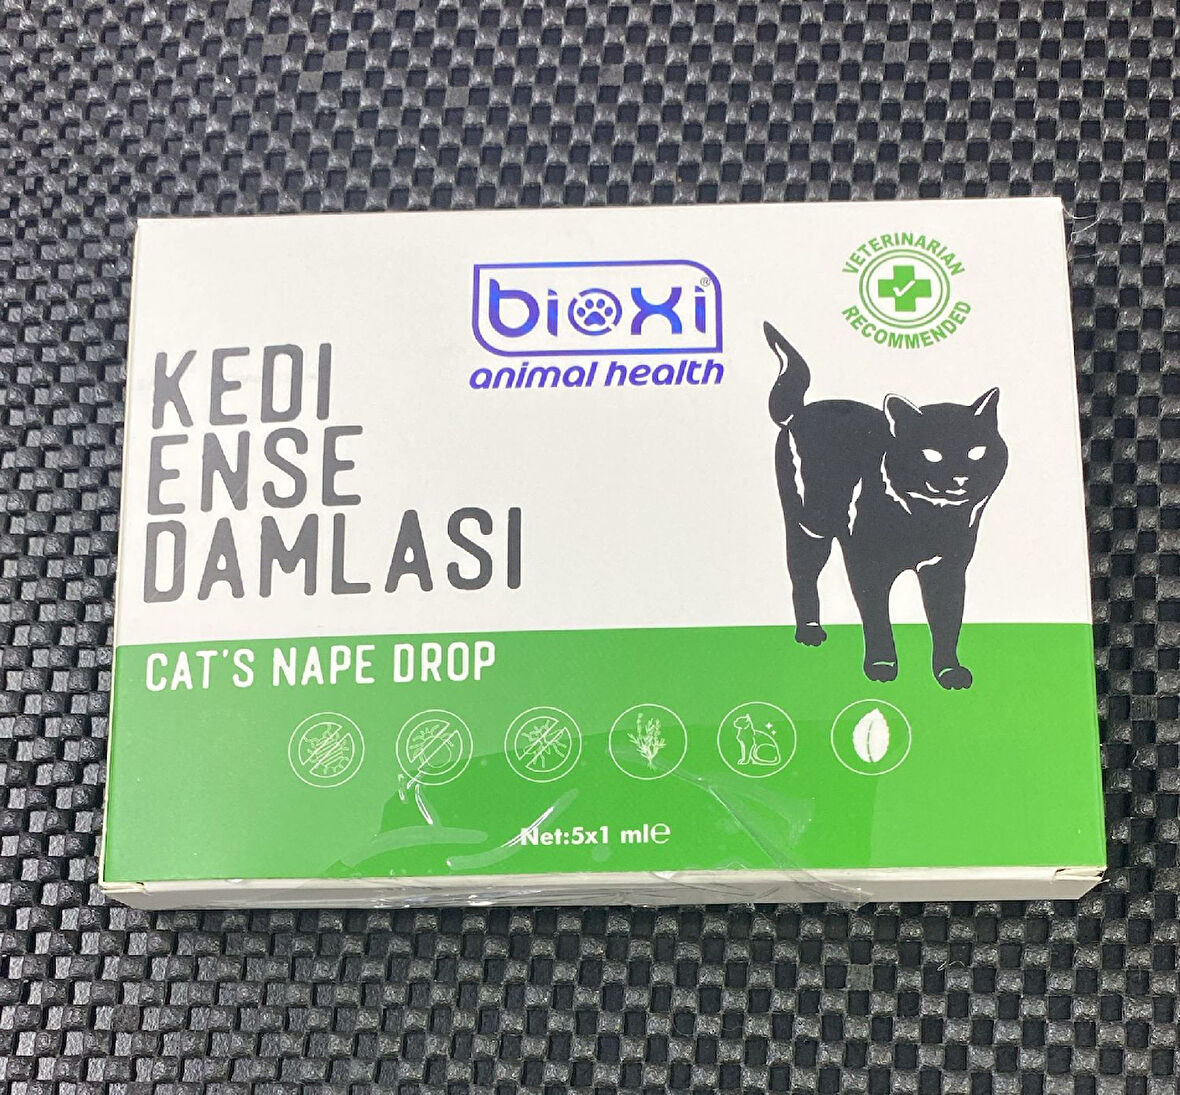 bioxi®
animal health
VETERINARIAN
RECOMMENDED
KEDI
ENSE
DAMLASI
CAT'S NAPE DROP
Net:5x1 ml℮